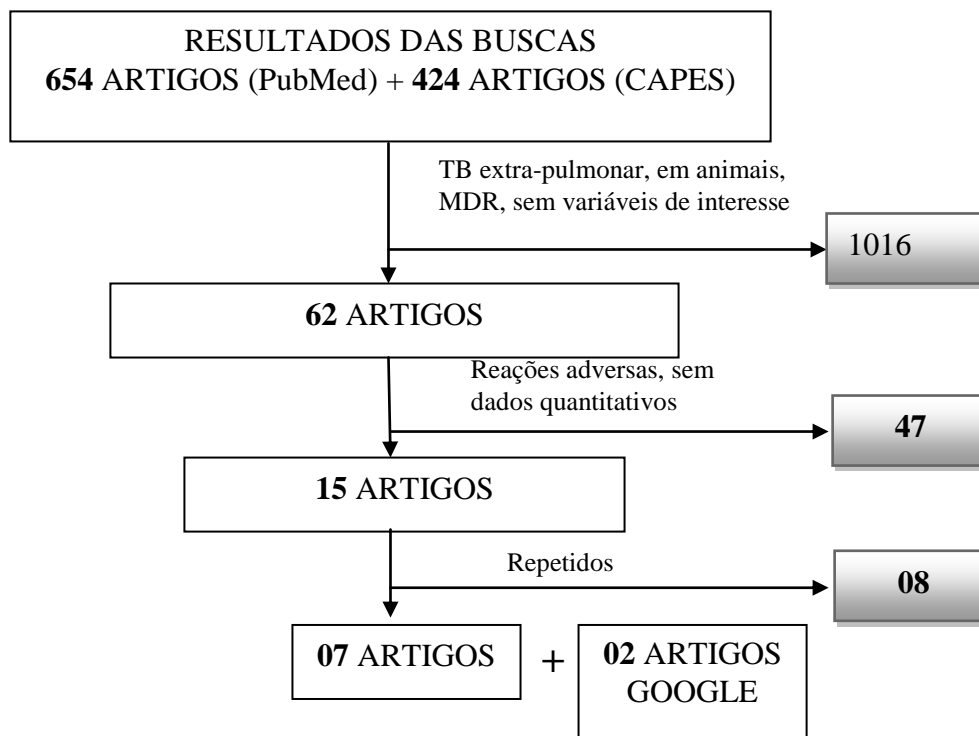 RESULTADOS DAS BUSCAS
654 ARTIGOS (PubMed) + 424 ARTIGOS (CAPES)
TB extra-pulmonar, em animais,
MDR, sem variáveis de interesse
1016
62 ARTIGOS
Reações adversas, sem
dados quantitativos
47
15 ARTIGOS
Repetidos
08
07 ARTIGOS
+
02 ARTIGOS
GOOGLE